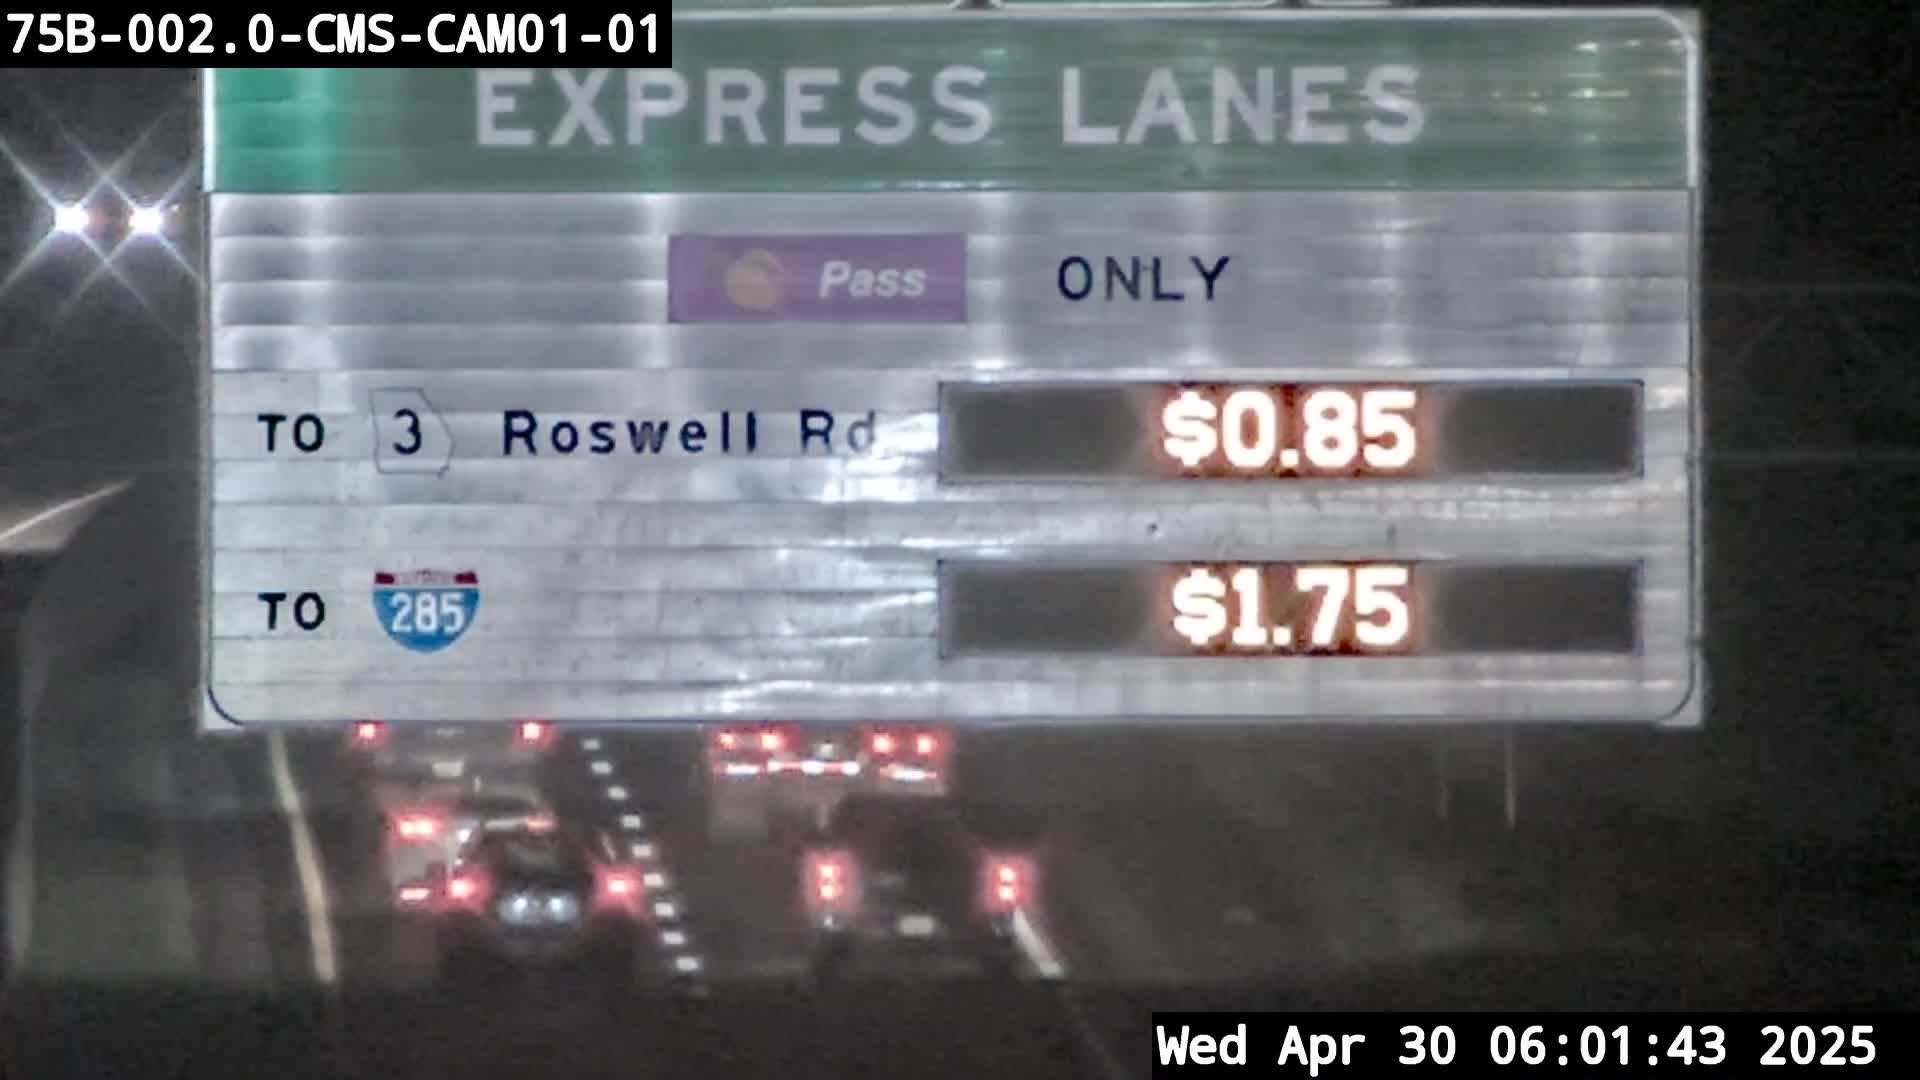 75B-002.0-CMS-CAM01-01
EXPRESS LANES
Pass ONLY
TO 3 Roswell Rd $0.85
TO 285 $1.75
Wed Apr 30 06:01:43 2025